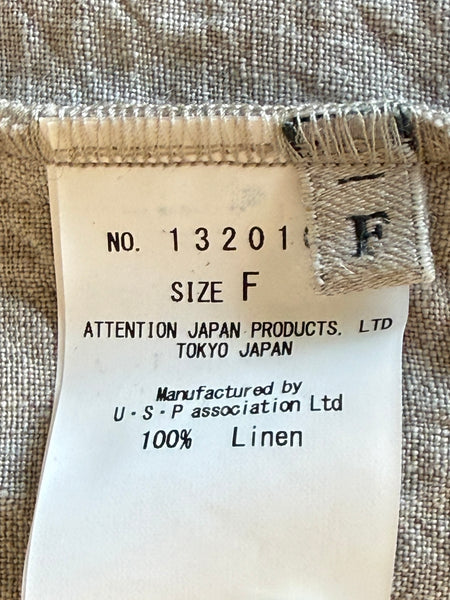 NO. 13201
SIZE F
F
ATTENTION JAPAN PRODUCTS, LTD
TOKYO JAPAN
Manufactured by
U・S・P association Ltd
100% Linen